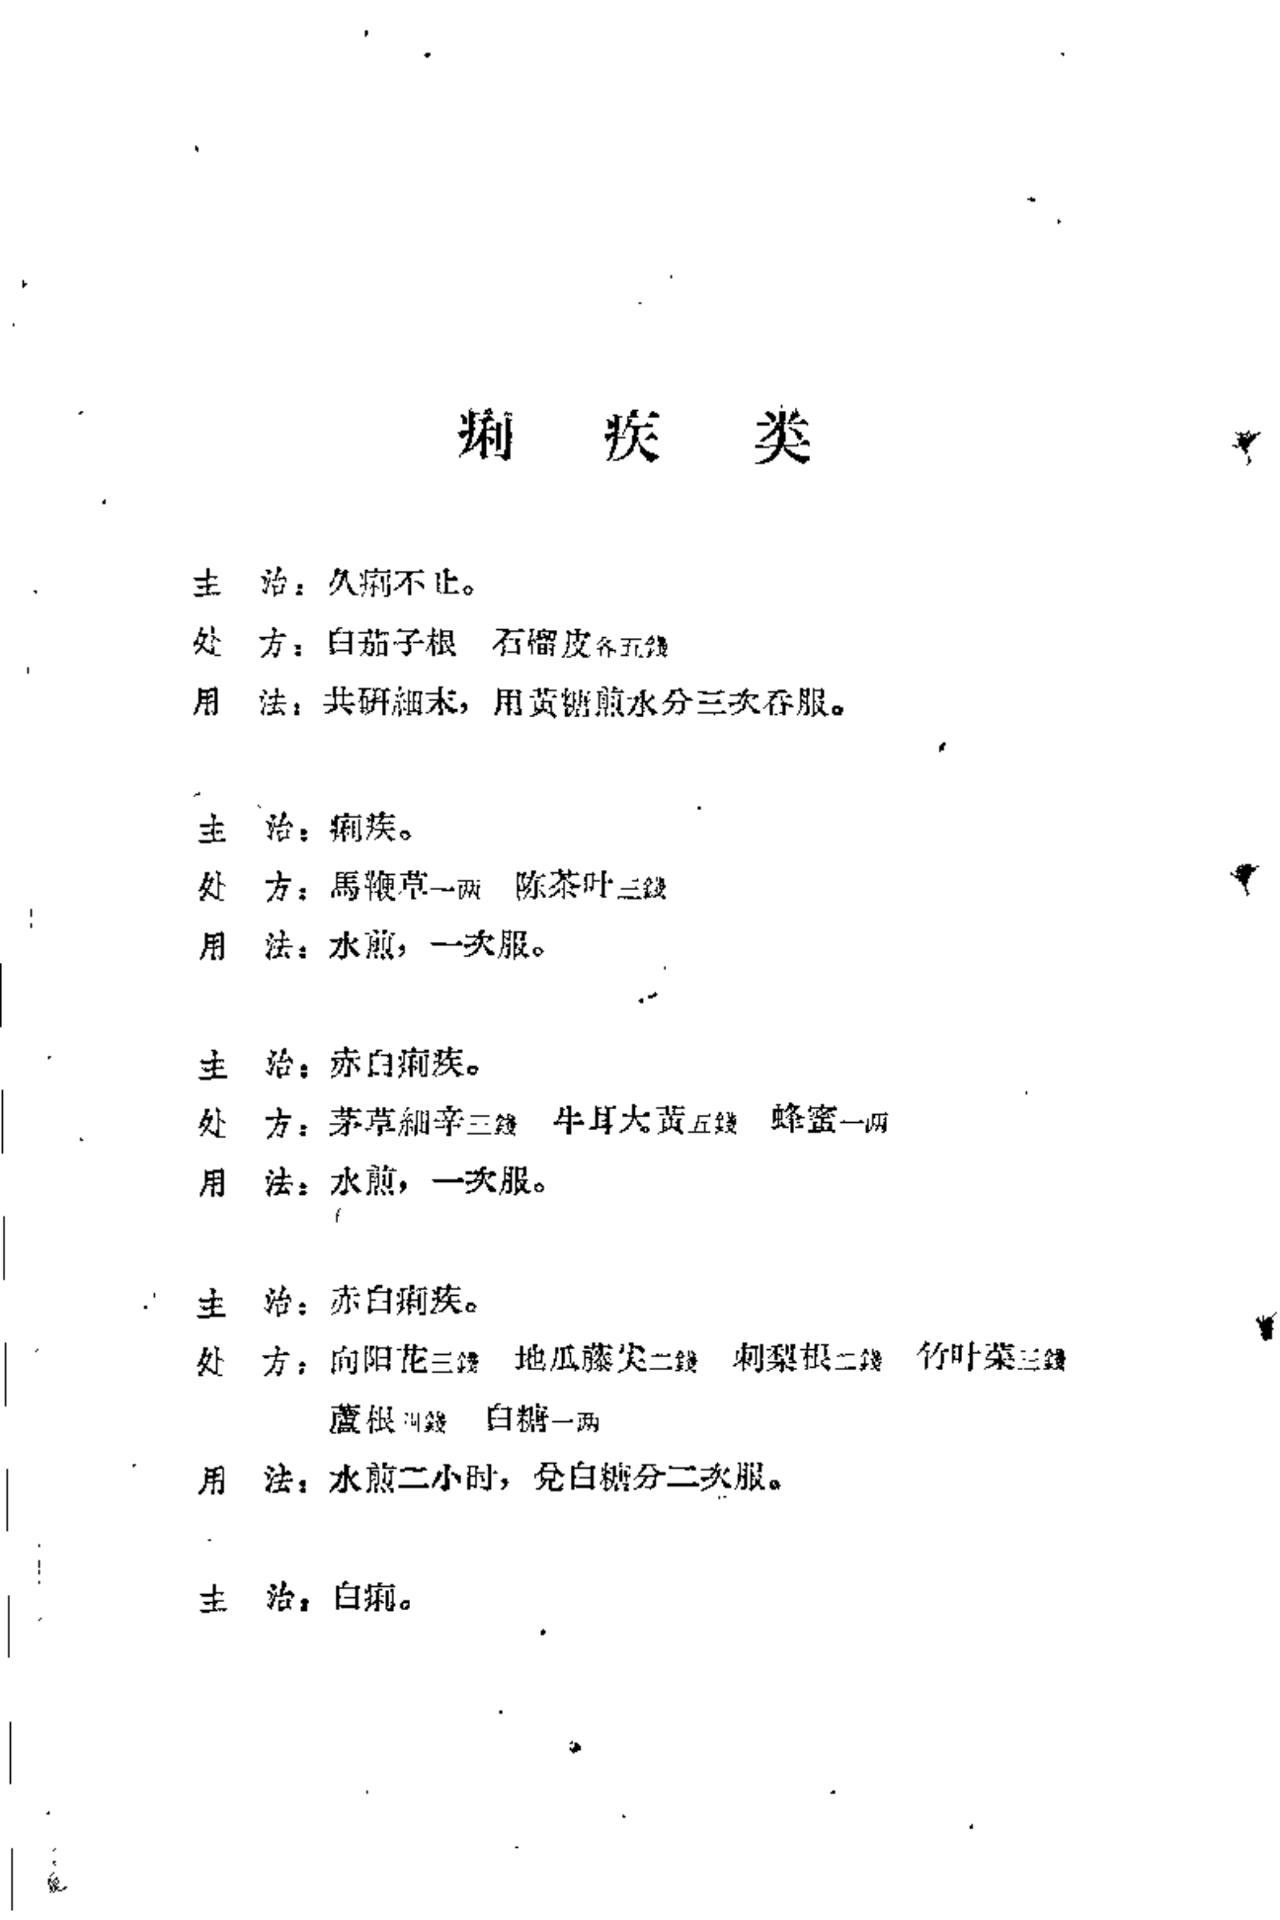 痢疾类
主　治：久痢不止。
处　方：白茄子根　石榴皮各五錢
用　法：共研細末，用黄糖煎水分三次吞服。
主　治：痢疾。
处　方：馬鞭草一两　陈茶叶三錢
用　法：水煎，一次服。
主　治：赤白痢疾。
处　方：茅草細辛三錢　牛耳大黄五錢　蜂蜜一两
用　法：水煎，一次服。
主　治：赤白痢疾。
处　方：向阳花三錢　地瓜藤尖二錢　刺梨根二錢　竹叶菜三錢
蘆根四錢　白糖一两
用　法：水煎二小时，兑白糖分二次服。
主　治：白痢。